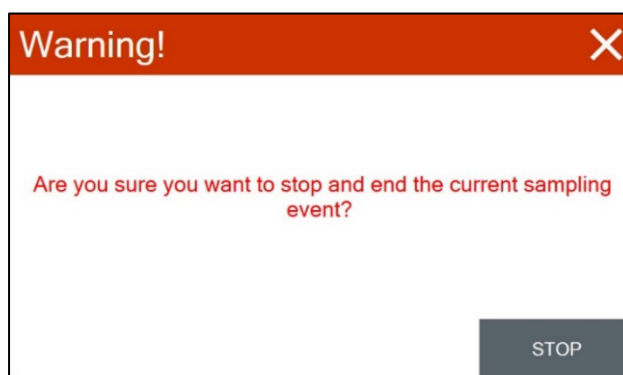 Warning!
Are you sure you want to stop and end the current sampling
event?
STOP